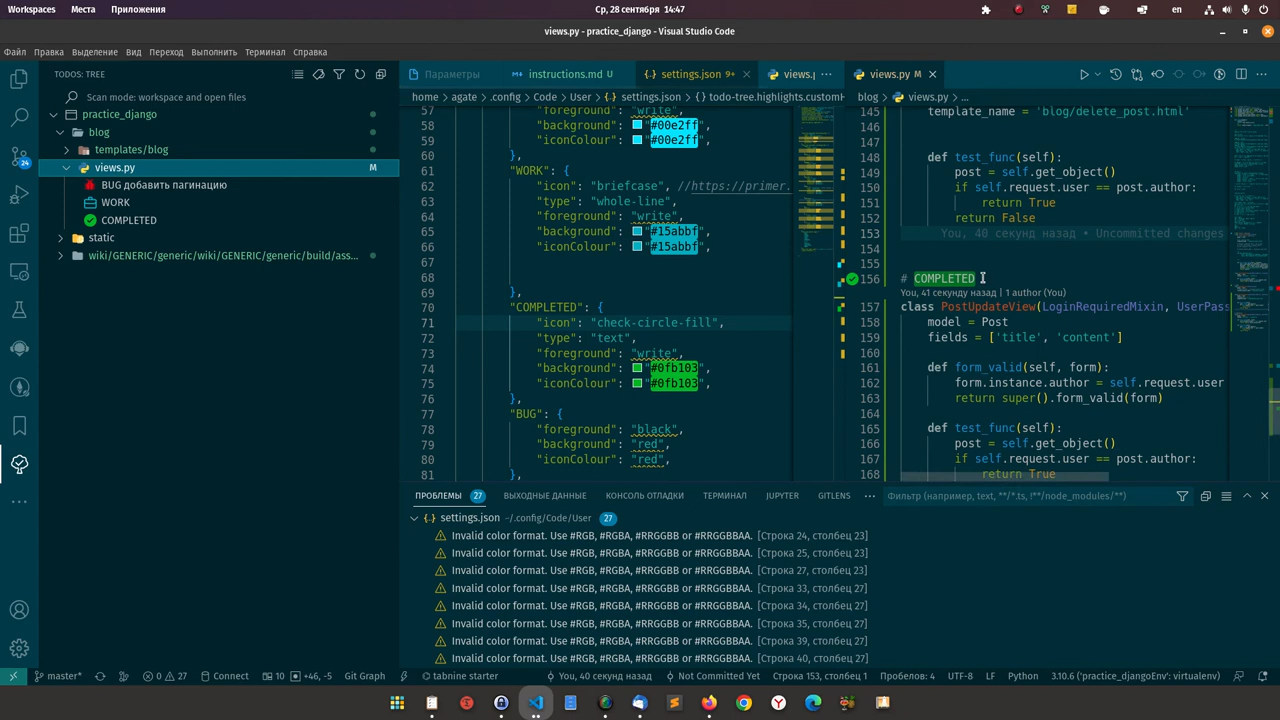 Workspaces
Места
Приложения
Ср, 28 сентября 14:47
en
views.py - practice_django - Visual Studio Code
Файл
Правка
Выделение
Вид
Переход
Выполнить
Терминал
Справка
TODOS: TREE
Scan mode: workspace and open files
practice_django
blog
templates/blog
views.py
M
BUG добавить пагинацию
WORK
COMPLETED
static
wiki/GENERIC/generic/wiki/GENERIC/generic/build/ass...
24
Параметры
instructions.md U
settings.json 9+
views.
home > agate > .config > Code > User > settings.json > todo-tree.highlights.customH
57 "foreground": "write",
58 "background": "#00e2ff",
59 "iconColour": "#00e2ff",
60 },
61 "WORK": {
62 "icon": "briefcase", //https://primer.
63 "type": "whole-line",
64 "foreground": "write",
65 "background": "#15abbf",
66 "iconColour": "#15abbf",
67
68
69 },
70 "COMPLETED": {
71 "icon": "check-circle-fill",
72 "type": "text",
73 "foreground": "write",
74 "background": "#0fb103",
75 "iconColour": "#0fb103",
76 },
77 "BUG": {
78 "foreground": "black",
79 "background": "red",
80 "iconColour": "red",
81 },
views.py M
blog > views.py > ...
145 template_name = 'blog/delete_post.html'
146
147
148 def test_func(self):
149 post = self.get_object()
150 if self.request.user == post.author:
151 return True
152 return False
153 You, 40 секунд назад • Uncommitted changes
154
155
156 # COMPLETED
You, 41 секунду назад | 1 author (You)
157 class PostUpdateView(LoginRequiredMixin, UserPass
158 model = Post
159 fields = ['title', 'content']
160
161 def form_valid(self, form):
162 form.instance.author = self.request.user
163 return super().form_valid(form)
164
165 def test_func(self):
166 post = self.get_object()
167 if self.request.user == post.author:
168 return True
ПРОБЛЕМЫ 27
ВЫХОДНЫЕ ДАННЫЕ
КОНСОЛЬ ОТЛАДКИ
ТЕРМИНАЛ
JUPYTER
GITLENS
Фильтр (например, text, **/*.ts, !**/node_modules/**)
settings.json ~/.config/Code/User 27
Invalid color format. Use #RGB, #RGBA, #RRGGBB or #RRGGBBAA. [Строка 24, столбец 23]
Invalid color format. Use #RGB, #RGBA, #RRGGBB or #RRGGBBAA. [Строка 25, столбец 23]
Invalid color format. Use #RGB, #RGBA, #RRGGBB or #RRGGBBAA. [Строка 27, столбец 23]
Invalid color format. Use #RGB, #RGBA, #RRGGBB or #RRGGBBAA. [Строка 33, столбец 23]
Invalid color format. Use #RGB, #RGBA, #RRGGBB or #RRGGBBAA. [Строка 34, столбец 23]
Invalid color format. Use #RGB, #RGBA, #RRGGBB or #RRGGBBAA. [Строка 35, столбец 23]
Invalid color format. Use #RGB, #RGBA, #RRGGBB or #RRGGBBAA. [Строка 39, столбец 23]
Invalid color format. Use #RGB, #RGBA, #RRGGBB or #RRGGBBAA. [Строка 40, столбец 23]
master*
0 27
Connect
10
+46, -5
Git Graph
tabnine starter
You, 40 секунд назад
Not Committed Yet
Строка 153, столбец 1
Пробелов: 4
UTF-8
LF
Python
3.10.6 ('practice_djangoEnv': virtualenv)